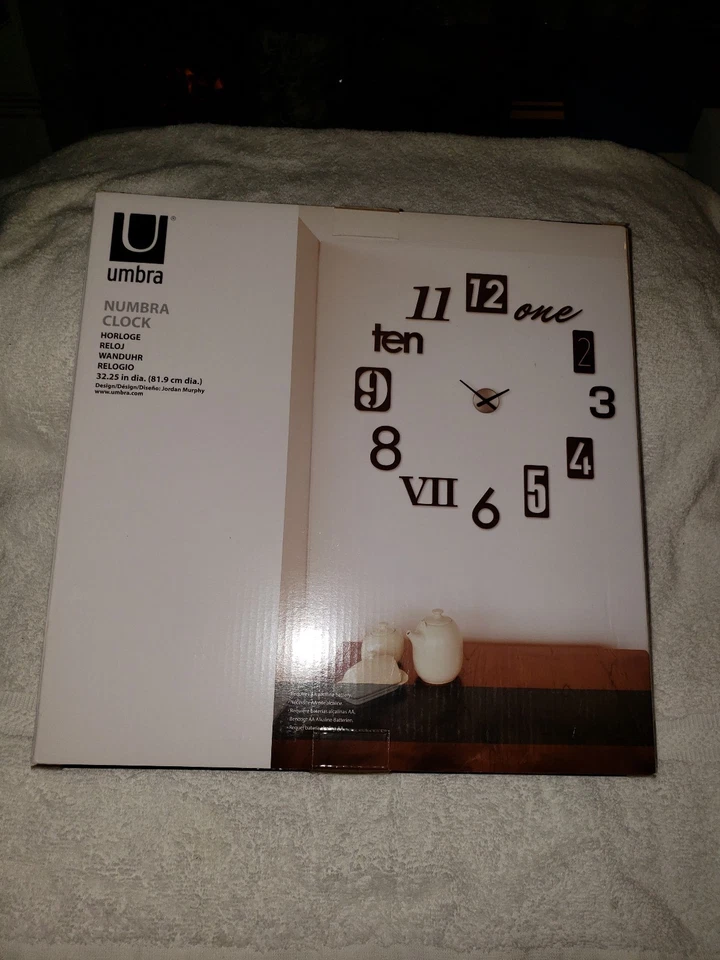 U®
umbra
NUMBRA
CLOCK
HORLOGE
RELOJ
WANDUHR
RELOGIO
32.25 in dia. (81.9 cm dia.)
Design/Désign/Diseño: Jordan Murphy
www.umbra.com
11 12 one
ten 2
9 3
8 4
VII 6 5